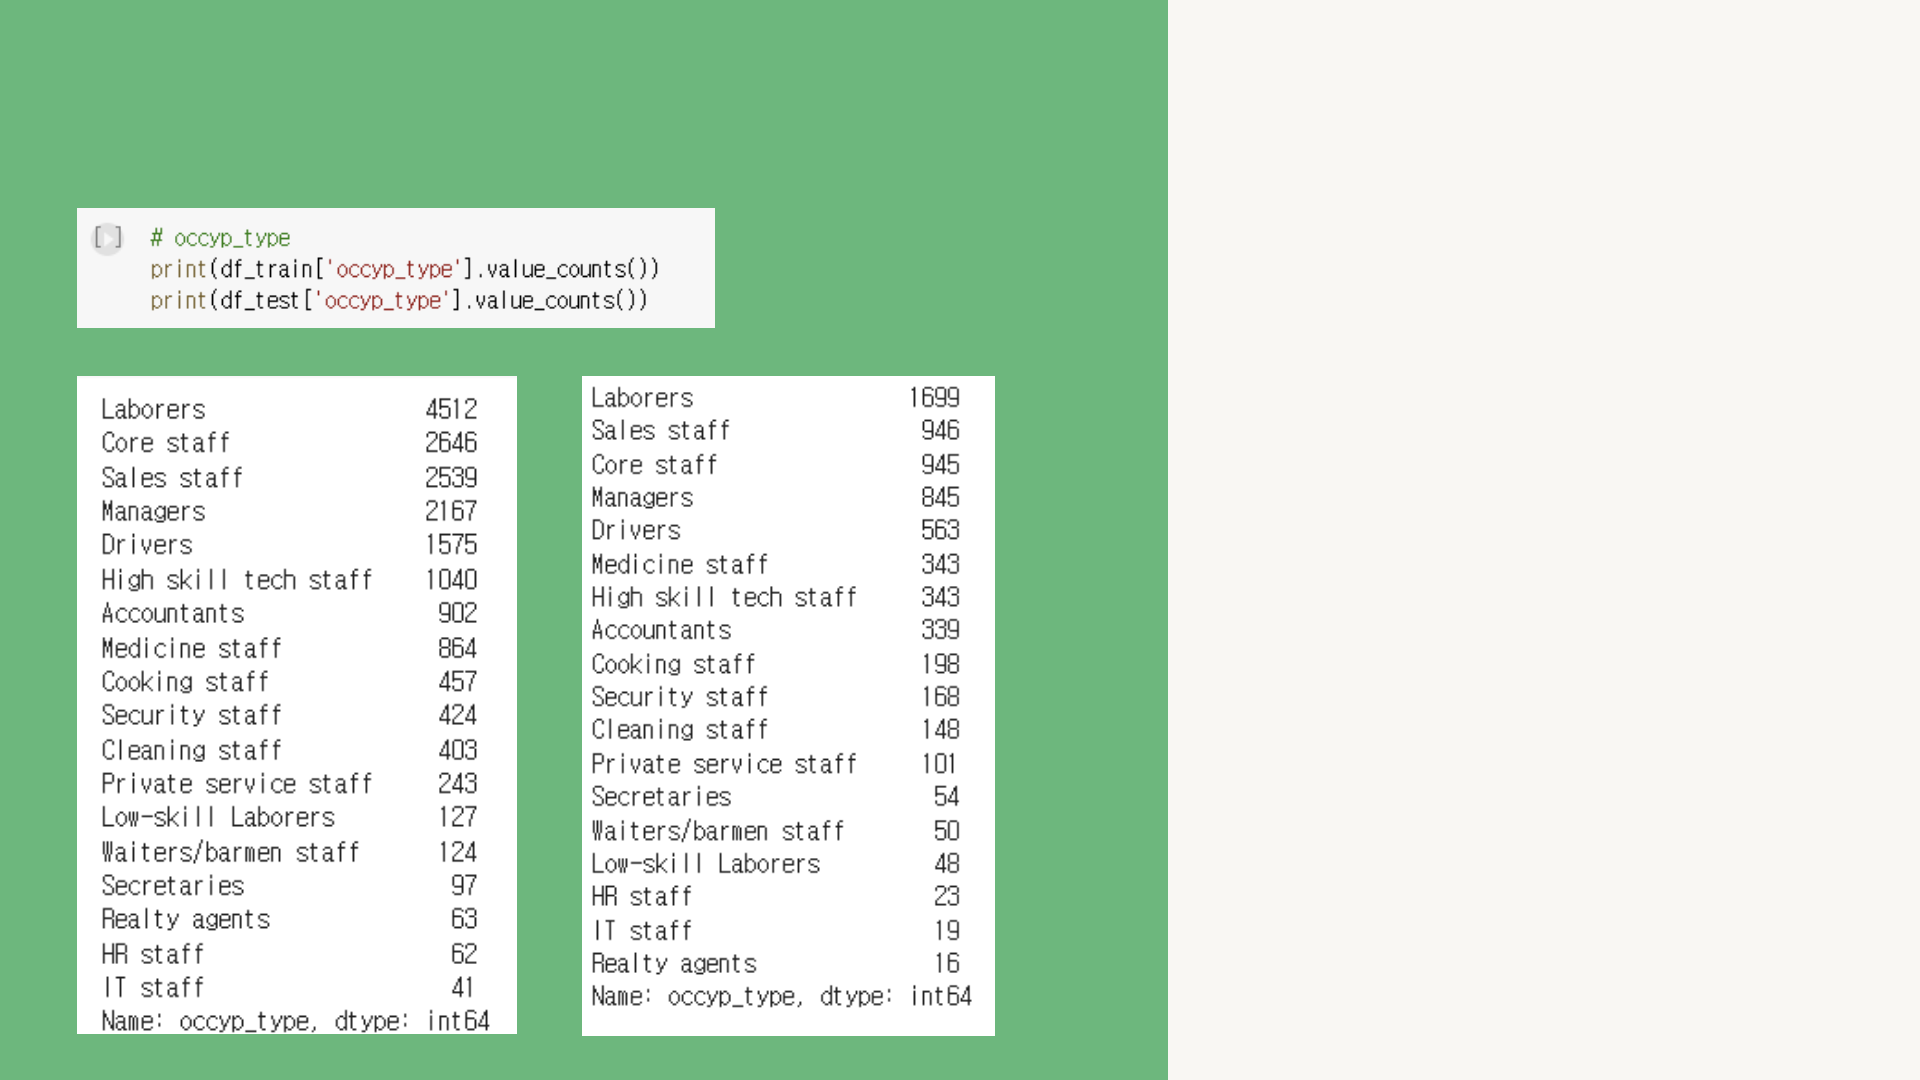 [ ] # occyp_type
print(df_train['occyp_type'].value_counts())
print(df_test['occyp_type'].value_counts())
Laborers 4512
Core staff 2646
Sales staff 2539
Managers 2167
Drivers 1575
High skill tech staff 1040
Accountants 902
Medicine staff 864
Cooking staff 457
Security staff 424
Cleaning staff 403
Private service staff 243
Low-skill Laborers 127
Waiters/barmen staff 124
Secretaries 97
Realty agents 63
HR staff 62
IT staff 41
Name: occyp_type, dtype: int64
Laborers 1699
Sales staff 946
Core staff 945
Managers 845
Drivers 563
Medicine staff 343
High skill tech staff 343
Accountants 339
Cooking staff 198
Security staff 168
Cleaning staff 148
Private service staff 101
Secretaries 54
Waiters/barmen staff 50
Low-skill Laborers 48
HR staff 23
IT staff 19
Realty agents 16
Name: occyp_type, dtype: int64